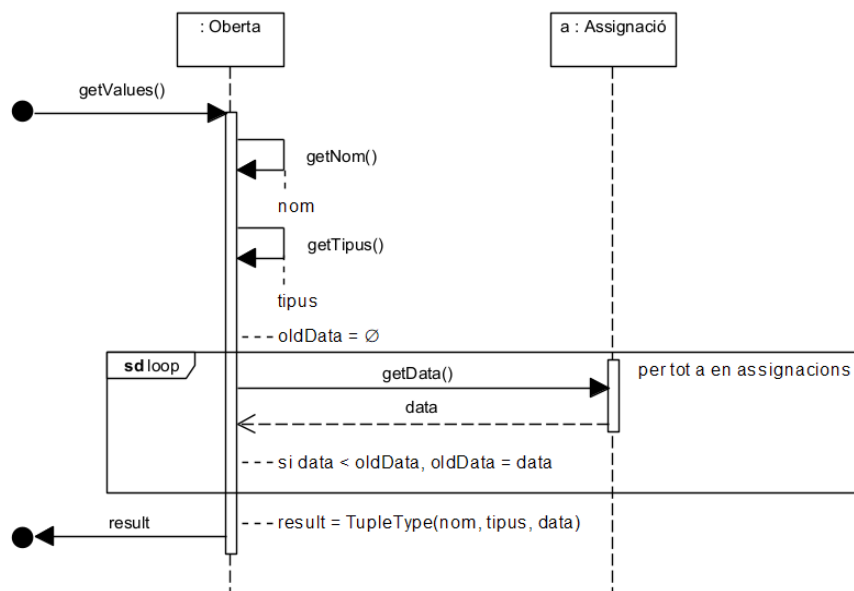 : Oberta
a : Assignació
getValues()
getNom()
nom
getTipus()
tipus
oldData = ∅
sd loop
getData()
per tot a en assignacions
data
si data < oldData, oldData = data
result
result = TupleType(nom, tipus, data)